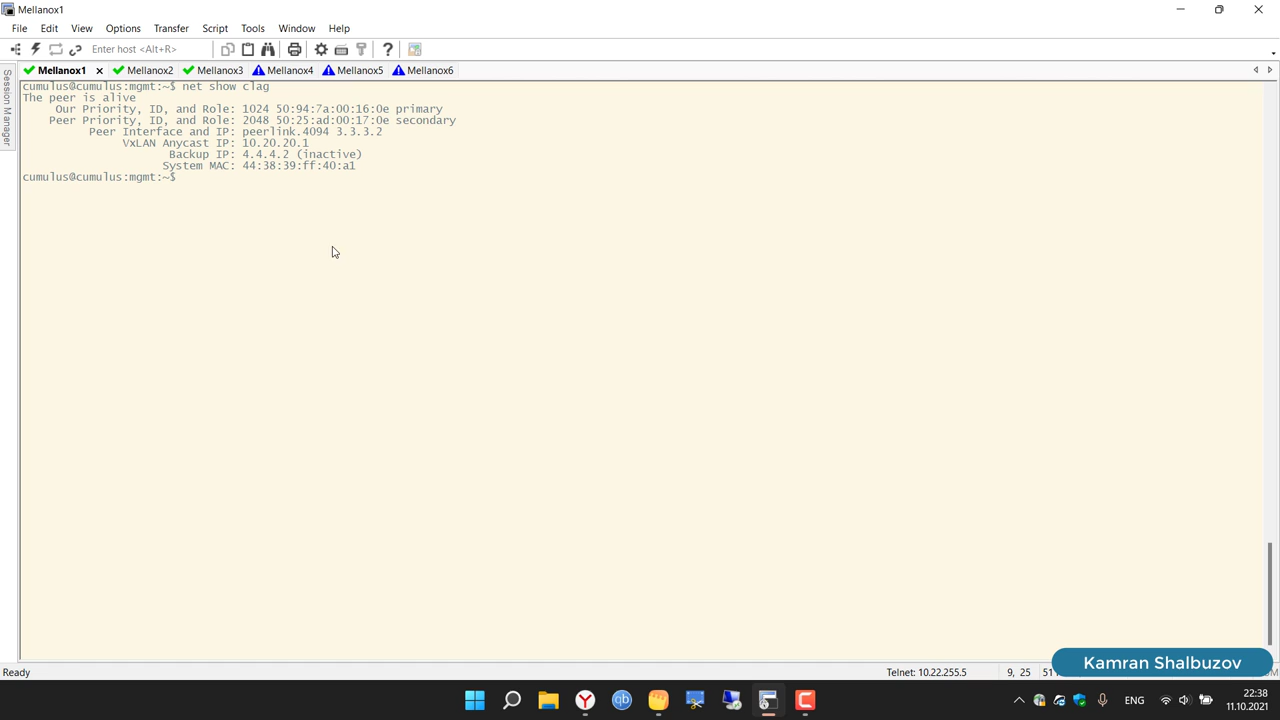 Mellanox1
File Edit View Options Transfer Script Tools Window Help
Enter host <Alt+R>
Session Manager
Mellanox1 Mellanox2 Mellanox3 Mellanox4 Mellanox5 Mellanox6
cumulus@cumulus:mgmt:~$ net show clag
The peer is alive
Our Priority, ID, and Role: 1024 50:94:7a:00:16:0e primary
Peer Priority, ID, and Role: 2048 50:25:ad:00:17:0e secondary
Peer Interface and IP: peerlink.4094 3.3.3.2
VxLAN Anycast IP: 10.20.20.1
Backup IP: 4.4.4.2 (inactive)
System MAC: 44:38:39:ff:40:a1
cumulus@cumulus:mgmt:~$
Kamran Shalbuzov
Ready Telnet: 10.22.255.5 9, 25
ENG
22:38
11.10.2021